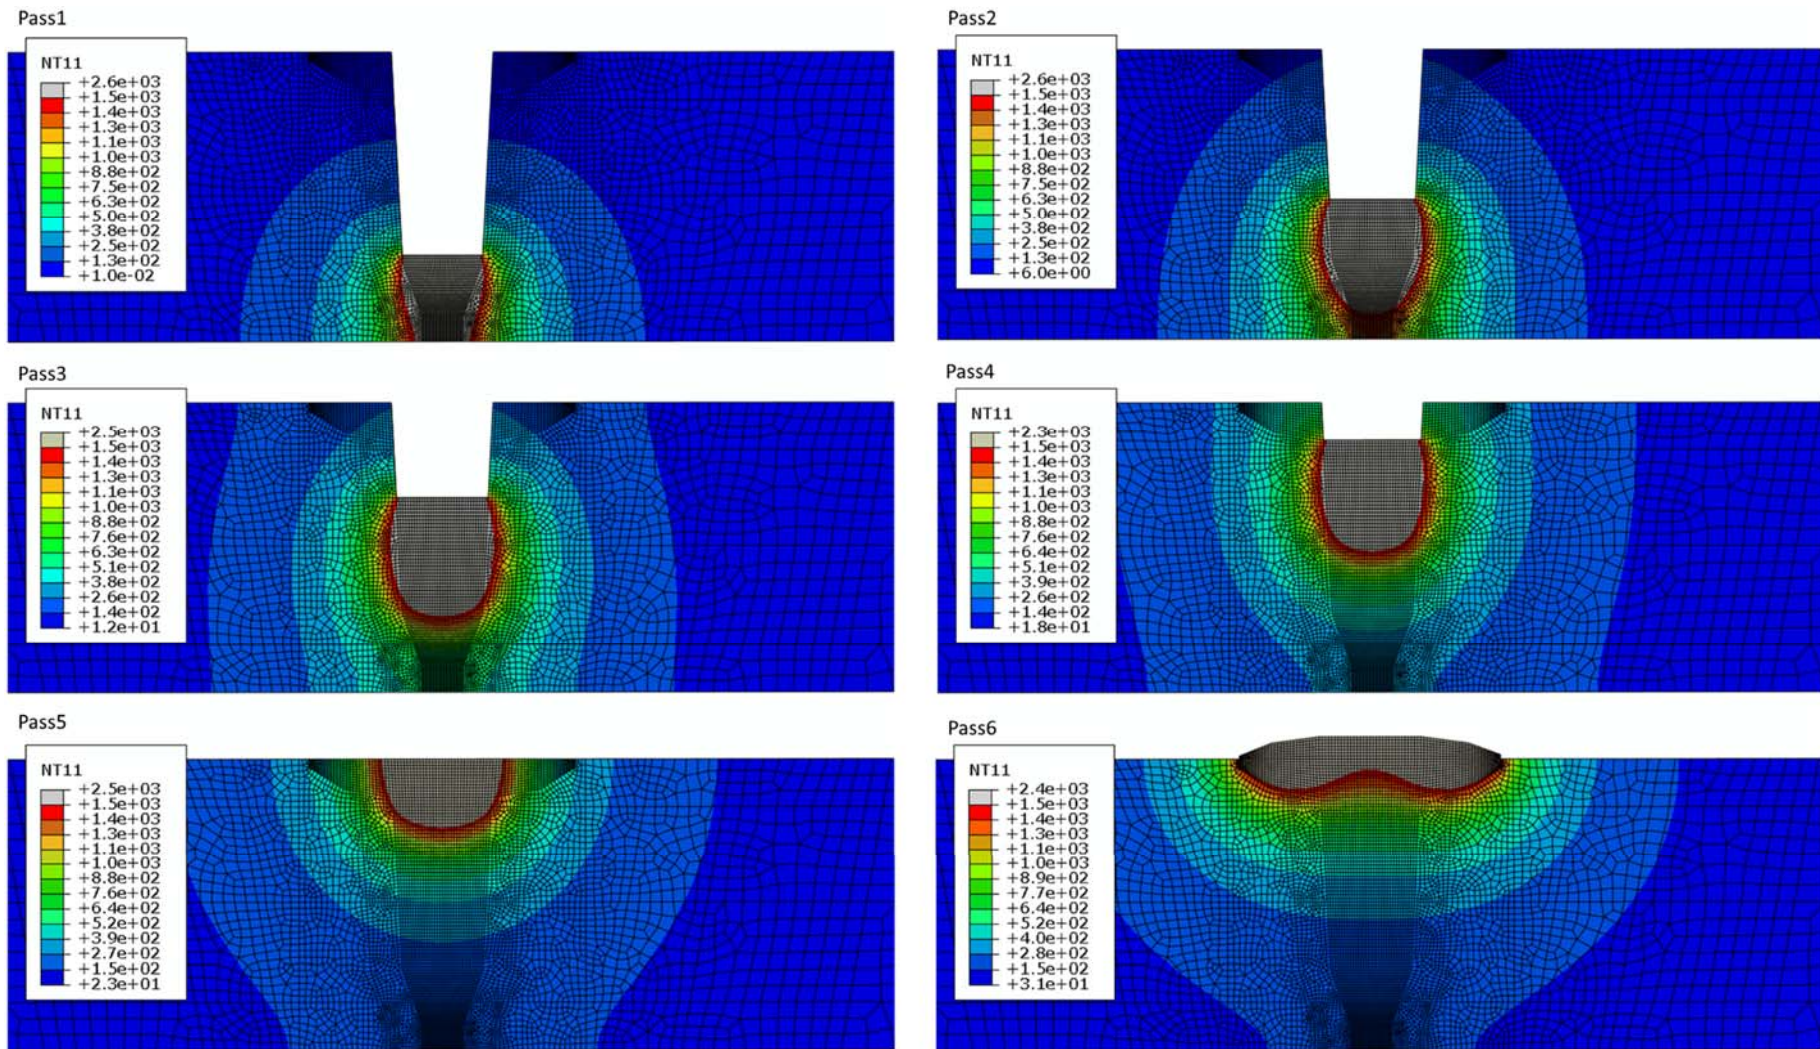 Pass1
NT11
+2.6e+03
+1.5e+03
+1.4e+03
+1.3e+03
+1.1e+03
+1.0e+03
+8.8e+02
+7.5e+02
+6.3e+02
+5.0e+02
+3.8e+02
+2.5e+02
+1.3e+02
+1.0e-02
Pass2
NT11
+2.6e+03
+1.5e+03
+1.4e+03
+1.3e+03
+1.1e+03
+1.0e+03
+8.8e+02
+7.5e+02
+6.3e+02
+5.0e+02
+3.8e+02
+2.5e+02
+1.3e+02
+6.0e+00
Pass3
NT11
+2.5e+03
+1.5e+03
+1.4e+03
+1.3e+03
+1.1e+03
+1.0e+03
+8.8e+02
+7.6e+02
+6.3e+02
+5.1e+02
+3.8e+02
+2.6e+02
+1.4e+02
+1.2e+01
Pass4
NT11
+2.3e+03
+1.5e+03
+1.4e+03
+1.3e+03
+1.1e+03
+1.0e+03
+8.8e+02
+7.6e+02
+6.4e+02
+5.1e+02
+3.9e+02
+2.6e+02
+1.4e+02
+1.8e+01
Pass5
NT11
+2.5e+03
+1.5e+03
+1.4e+03
+1.3e+03
+1.1e+03
+1.0e+03
+8.8e+02
+7.6e+02
+6.4e+02
+5.2e+02
+3.9e+02
+2.7e+02
+1.5e+02
+2.3e+01
Pass6
NT11
+2.4e+03
+1.5e+03
+1.4e+03
+1.3e+03
+1.1e+03
+1.0e+03
+8.9e+02
+7.7e+02
+6.4e+02
+5.2e+02
+4.0e+02
+2.8e+02
+1.5e+02
+3.1e+01